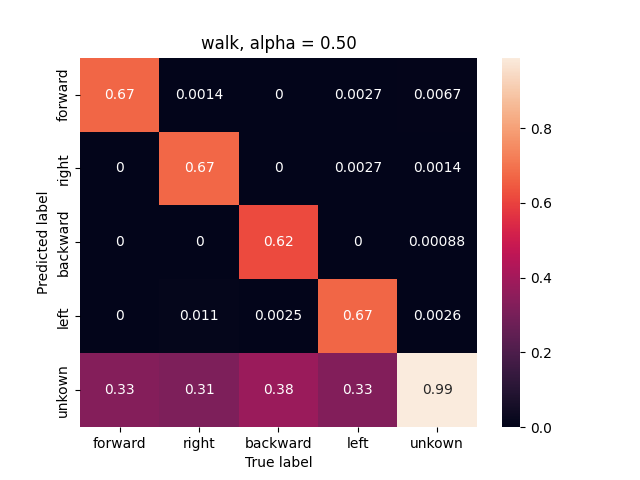 walk, alpha = 0.50
forward 0.67 0.0014 0 0.0027 0.0067
right 0 0.67 0 0.0027 0.0014
backward 0 0 0.62 0 0.00088
left 0 0.011 0.0025 0.67 0.0026
unkown 0.33 0.31 0.38 0.33 0.99
forward right backward left unkown
True label
Predicted label
0.8
0.6
0.4
0.2
0.0